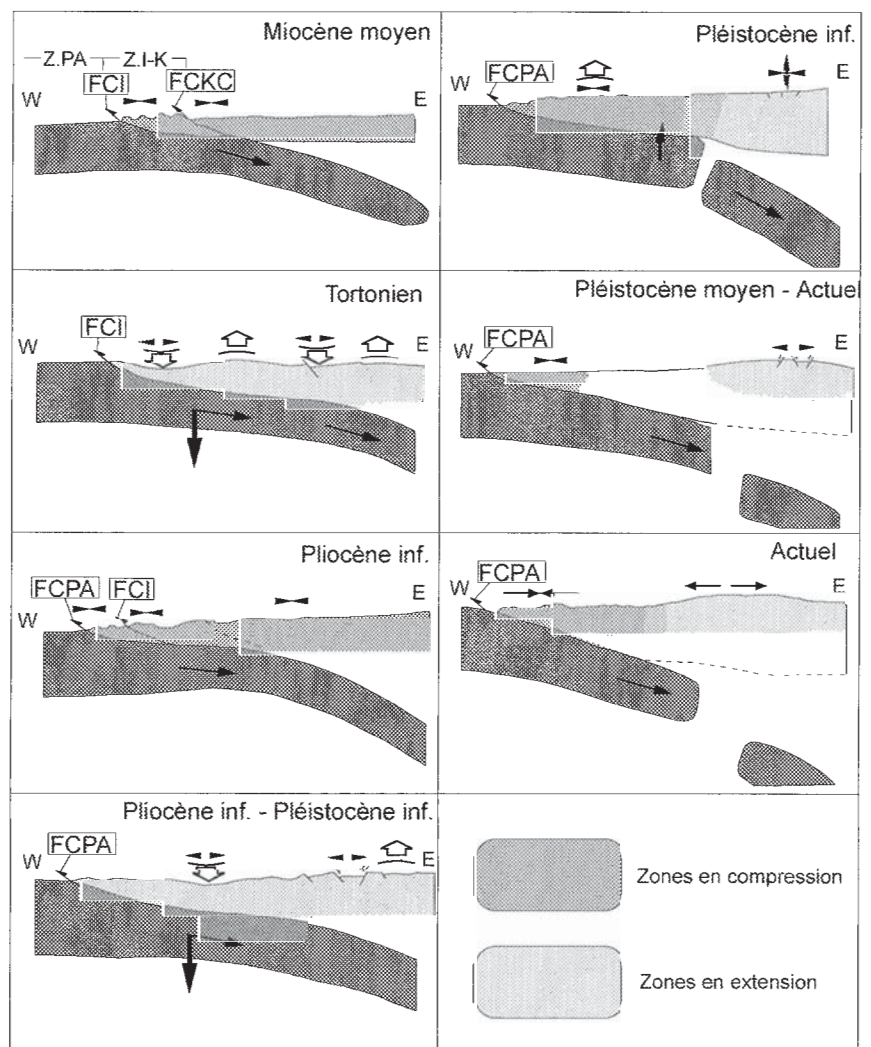 Miocène moyen
Z.PA Z.I-K
FCI FCKC
W E
Pléistocène inf.
FCPA
W E
Tortonien
FCI
W E
Pléistocène moyen - Actuel
FCPA
W E
Pliocène inf.
FCPA FCI
W E
Actuel
FCPA
W E
Pliocène inf. - Pléistocène inf.
FCPA
W E
Zones en compression
Zones en extension